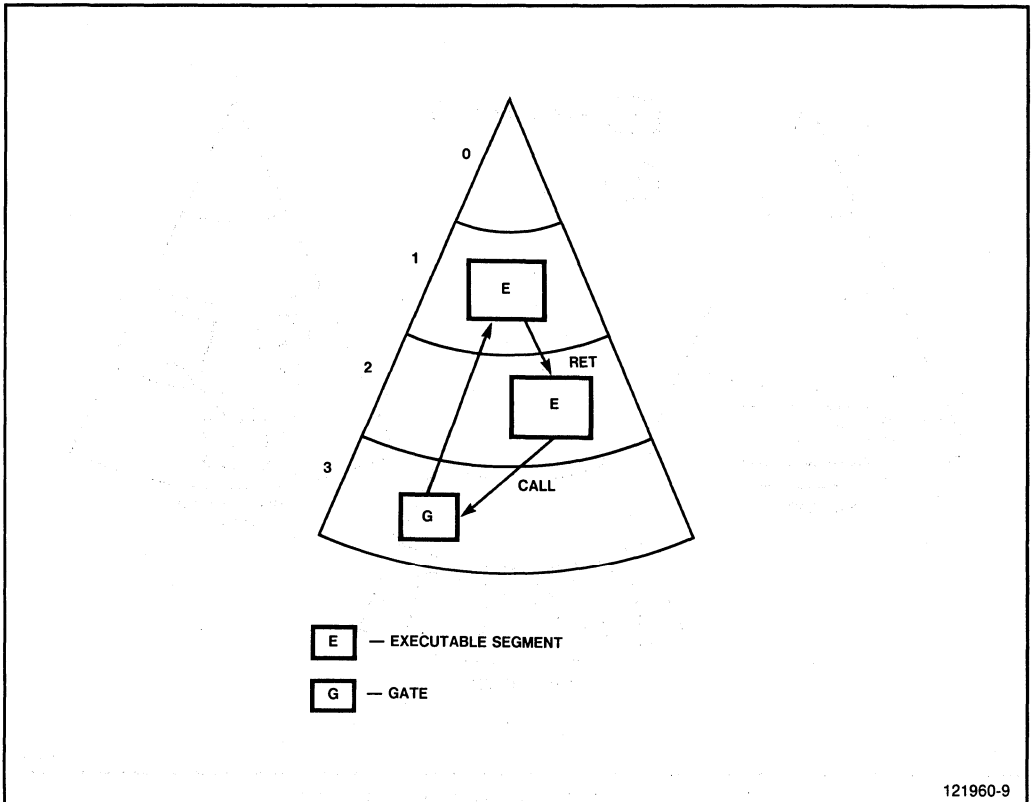 0
1
E
2
RET
E
3
CALL
G
E — EXECUTABLE SEGMENT
G — GATE
121960-9